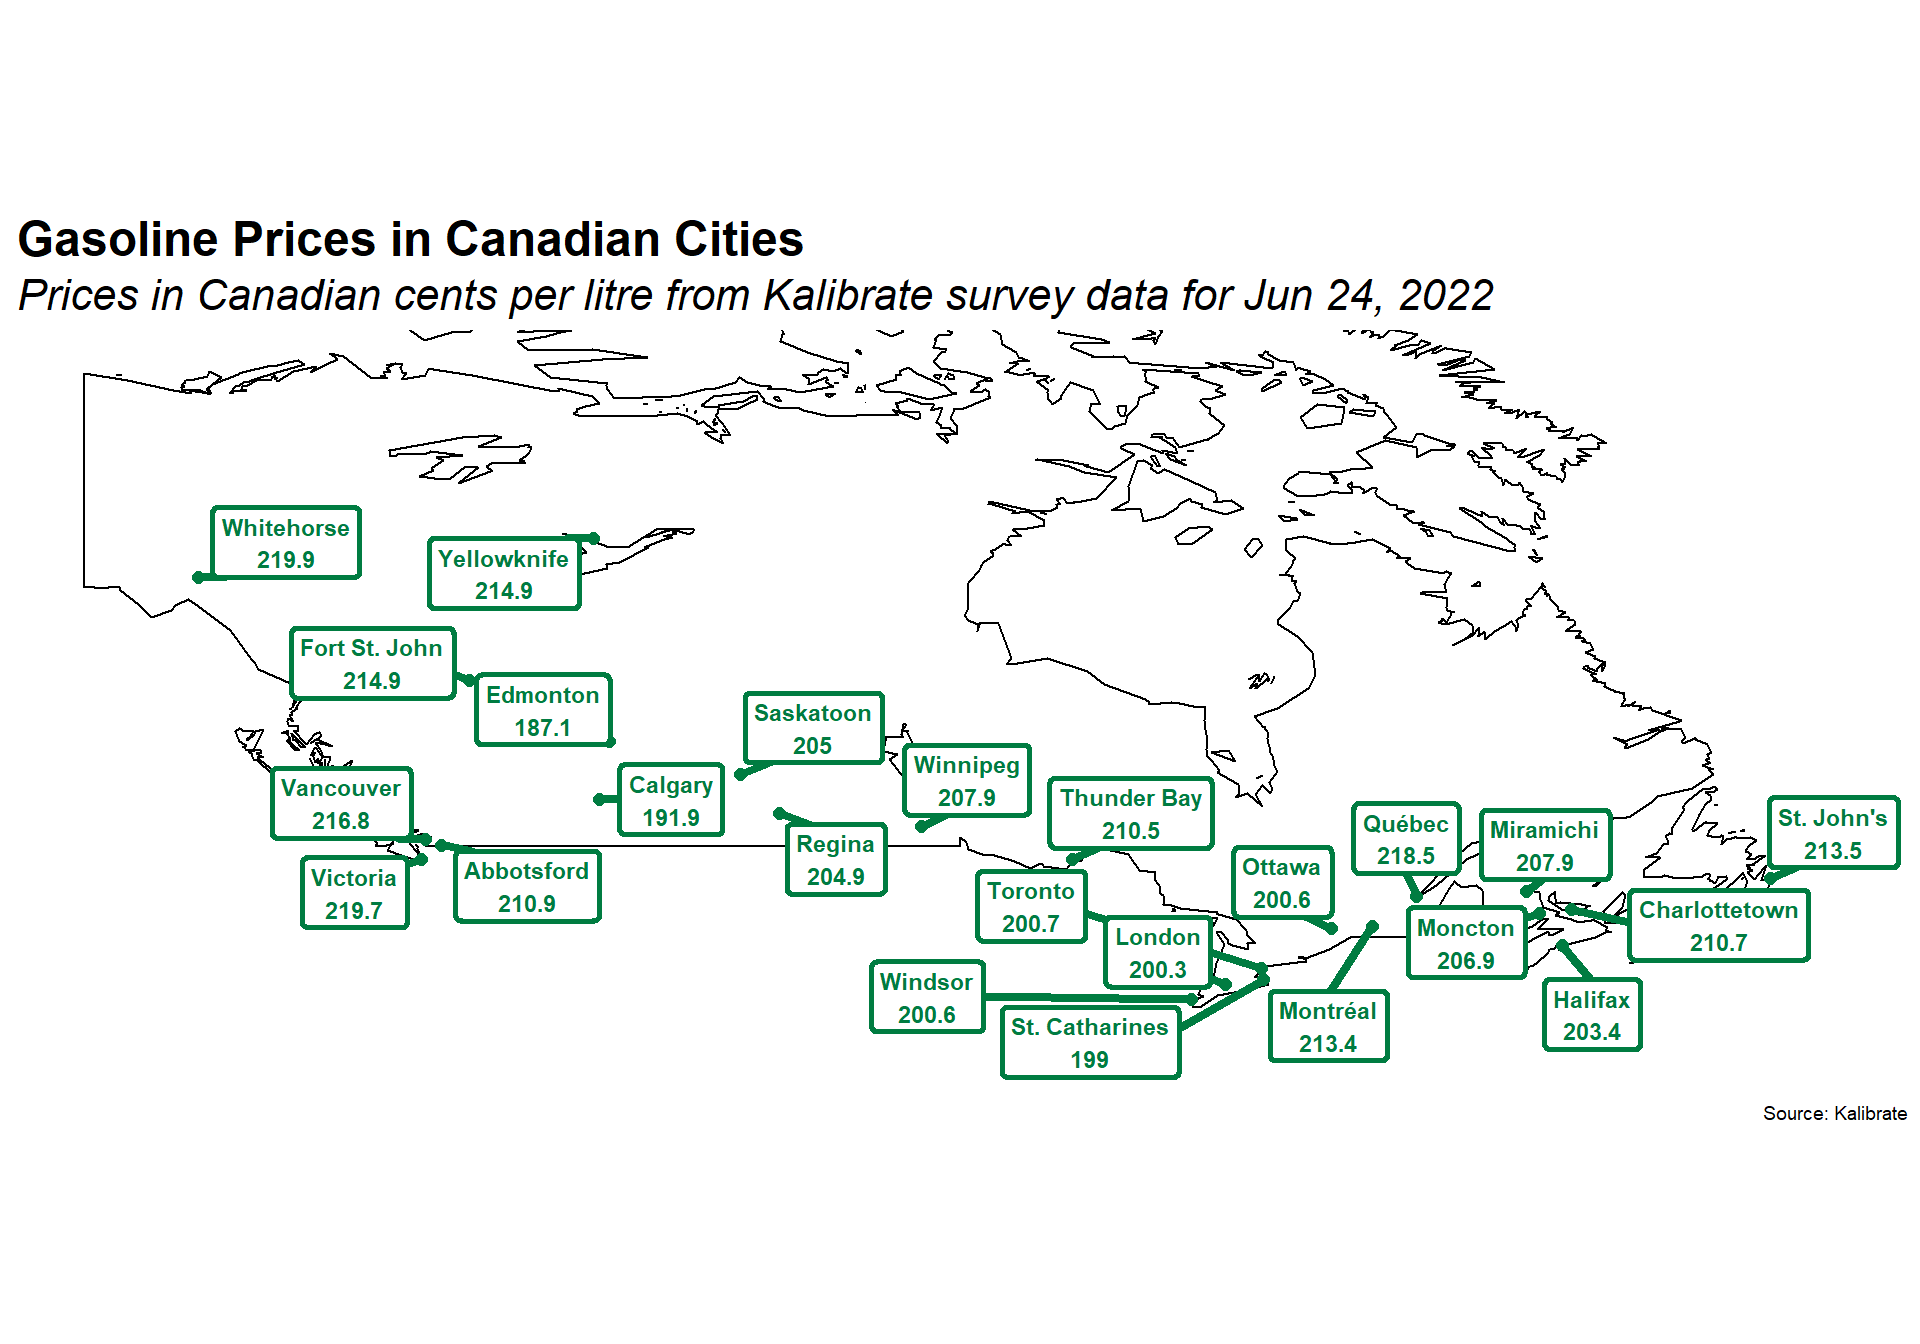 Gasoline Prices in Canadian Cities
Prices in Canadian cents per litre from Kalibrate survey data for Jun 24, 2022
Whitehorse
219.9
Yellowknife
214.9
Fort St. John
214.9
Edmonton
187.1
Saskatoon
205
Winnipeg
207.9
Vancouver
216.8
Calgary
191.9
Thunder Bay
210.5
Regina
204.9
Victoria
219.7
Abbotsford
210.9
Toronto
200.7
Ottawa
200.6
Québec
218.5
Miramichi
207.9
St. John's
213.5
London
200.3
Moncton
206.9
Charlottetown
210.7
Windsor
200.6
St. Catharines
199
Montréal
213.4
Halifax
203.4
Source: Kalibrate